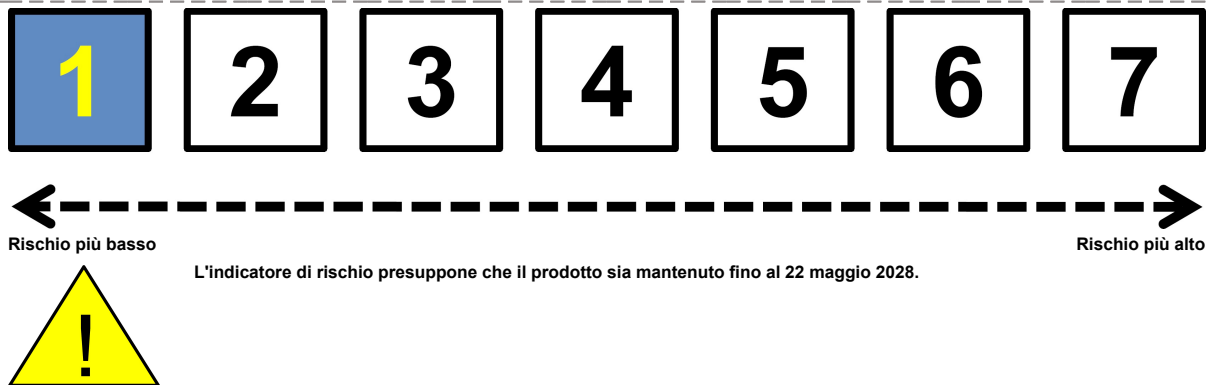 1 2 3 4 5 6 7
Rischio più basso Rischio più alto
L'indicatore di rischio presuppone che il prodotto sia mantenuto fino al 22 maggio 2028.
!